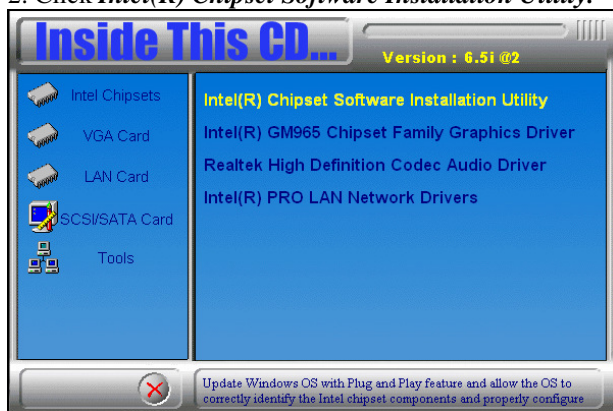 2. Click Intel(R) Chipset Software Installation Utility.
Inside This CD...
Version : 6.5i @2
Intel Chipsets
VGA Card
LAN Card
SCSI/SATA Card
Tools
Intel(R) Chipset Software Installation Utility
Intel(R) GM965 Chipset Family Graphics Driver
Realtek High Definition Codec Audio Driver
Intel(R) PRO LAN Network Drivers
Update Windows OS with Plug and Play feature and allow the OS to
correctly identify the Intel chipset components and properly configure